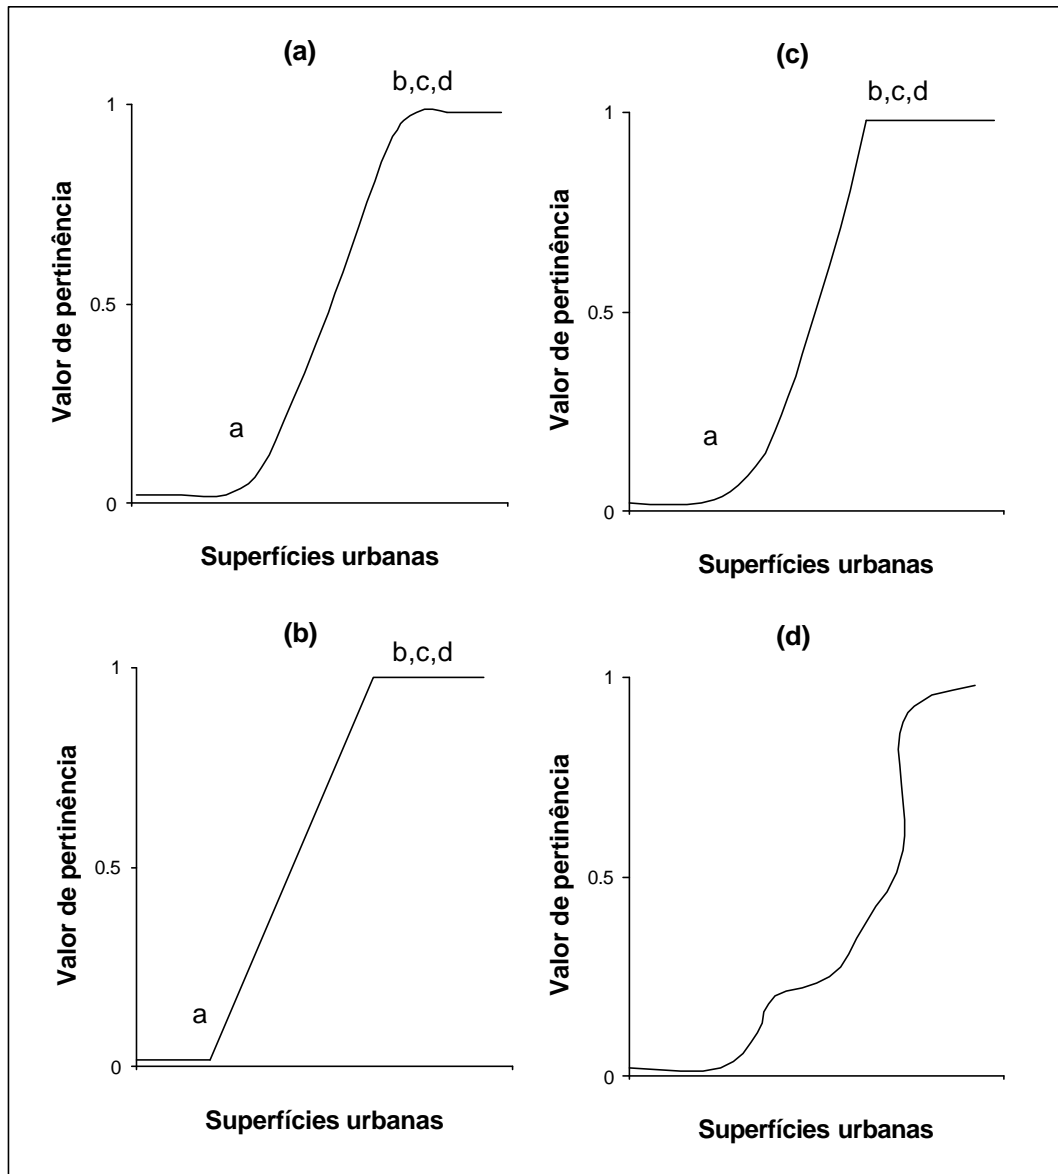 (a)
b,c,d
1
Valor de pertinência
0.5
a
0
Superfícies urbanas
(c)
b,c,d
1
Valor de pertinência
0.5
a
0
Superfícies urbanas
(b)
b,c,d
1
Valor de pertinência
0.5
a
0
Superfícies urbanas
(d)
1
Valor de pertinência
0.5
0
Superfícies urbanas